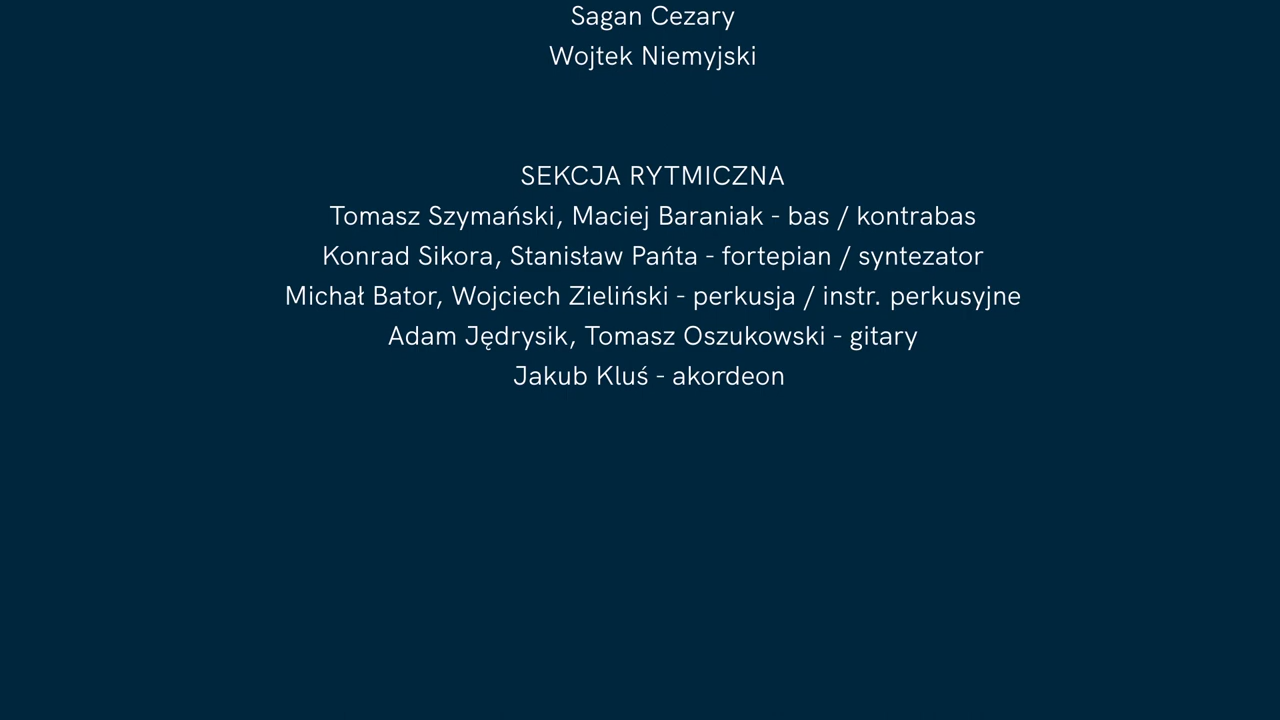 Sagan Cezary
Wojtek Niemyjski
SEKCJA RYTMICZNA
Tomasz Szymański, Maciej Baraniak - bas / kontrabas
Konrad Sikora, Stanisław Pańta - fortepian / syntezator
Michał Bator, Wojciech Zieliński - perkusja / instr. perkusyjne
Adam Jędrysik, Tomasz Oszukowski - gitary
Jakub Kluś - akordeon